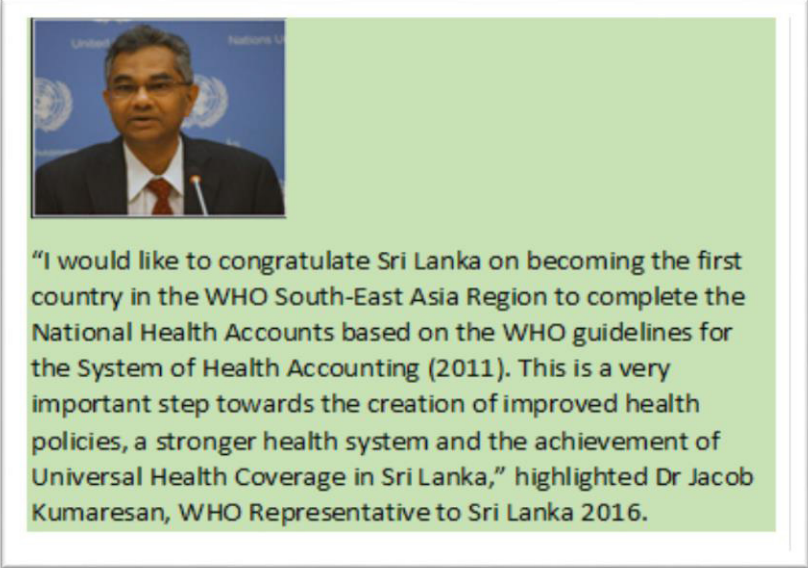 United
Nations U
“I would like to congratulate Sri Lanka on becoming the first
country in the WHO South-East Asia Region to complete the
National Health Accounts based on the WHO guidelines for
the System of Health Accounting (2011). This is a very
important step towards the creation of improved health
policies, a stronger health system and the achievement of
Universal Health Coverage in Sri Lanka,” highlighted Dr Jacob
Kumaresan, WHO Representative to Sri Lanka 2016.